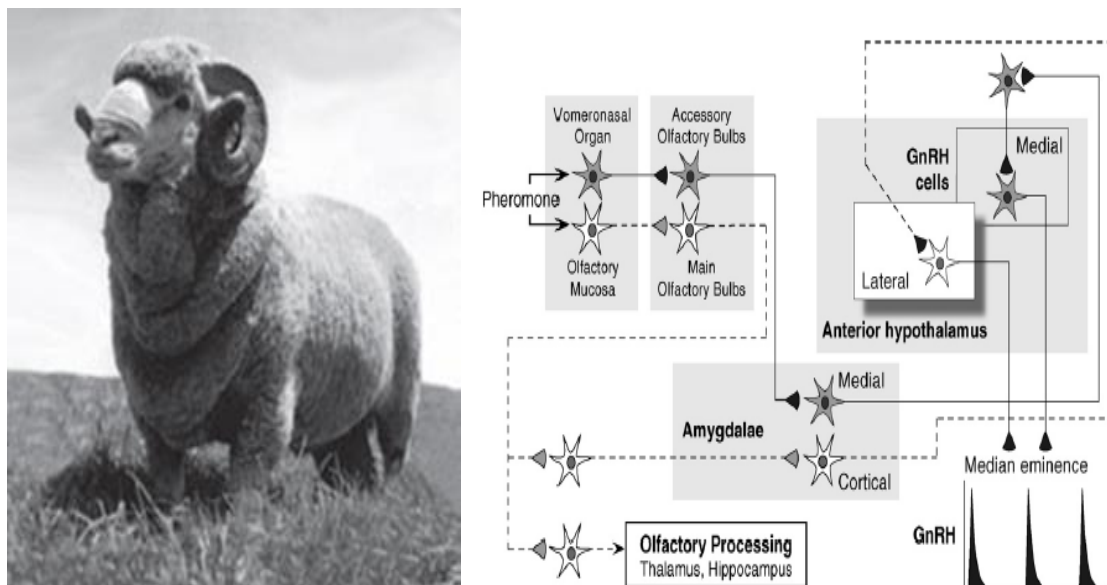 Vomeronasal
Organ
Accessory
Olfactory Bulbs
Pheromone
Olfactory
Mucosa
Main
Olfactory Bulbs
GnRH
cells
Medial
Lateral
Anterior hypothalamus
Amygdalae
Medial
Cortical
Median eminence
GnRH
Olfactory Processing
Thalamus, Hippocampus